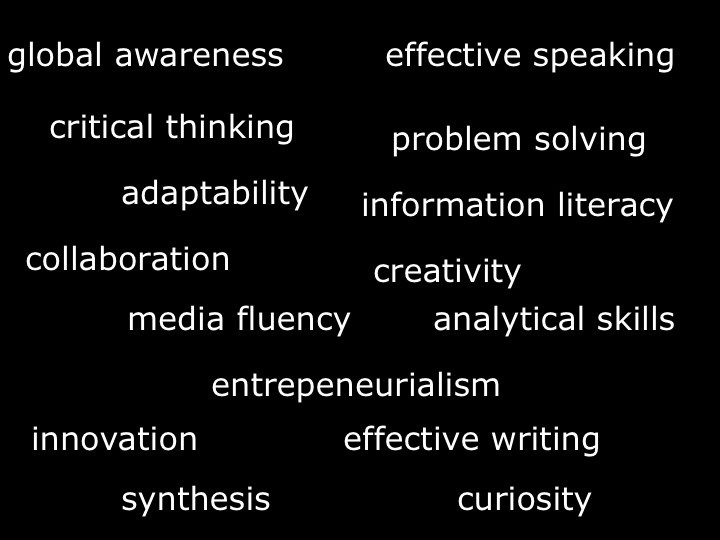 global awareness
effective speaking
critical thinking
problem solving
adaptability
information literacy
collaboration
creativity
media fluency
analytical skills
entrepeneurialism
innovation
effective writing
synthesis
curiosity